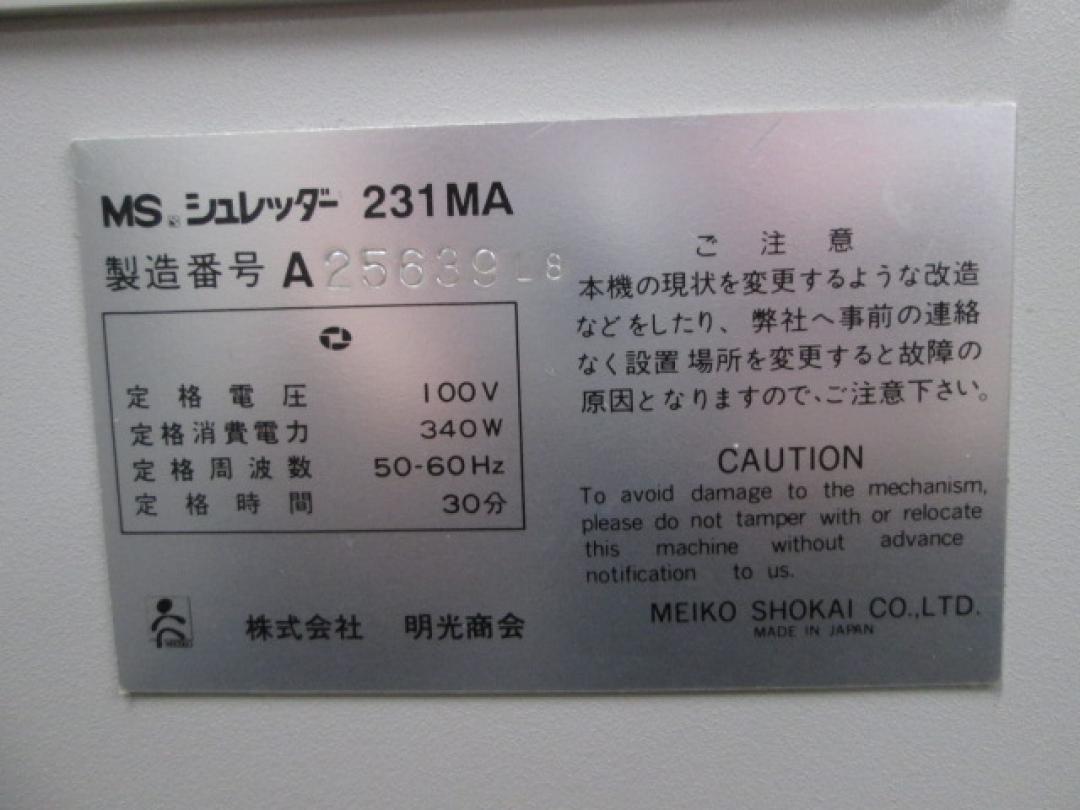 MS シュレッダー 231MA
製造番号 A25639L8
定格電圧 100V
定格消費電力 340W
定格周波数 50-60Hz
定格時間 30分
株式会社 明光商会
ご注意
本機の現状を変更するような改造
などをしたり、弊社へ事前の連絡
なく設置場所を変更すると故障の
原因となりますので、ご注意下さい。
CAUTION
To avoid damage to the mechanism,
please do not tamper with or relocate
this machine without advance
notification to us.
MEIKO SHOKAI CO.,LTD.
MADE IN JAPAN